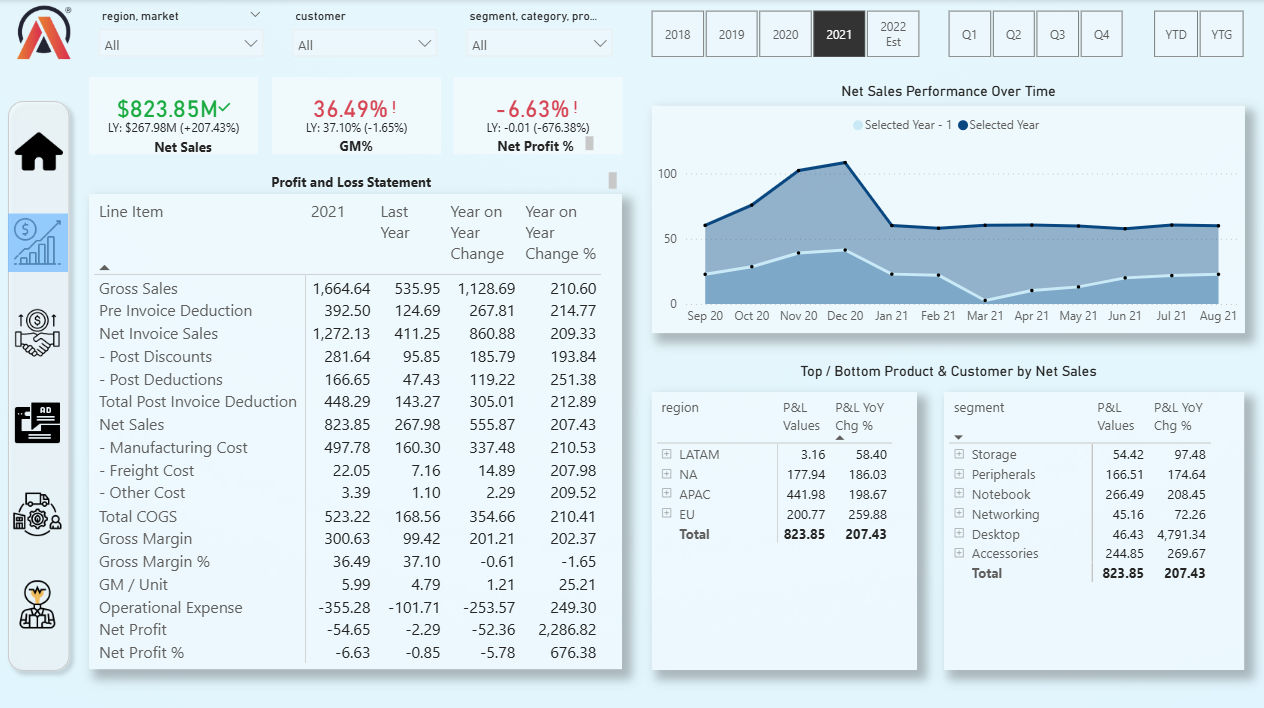 ®
region, market
customer
segment, category, pro...
All
All
All
2018
2019
2020
2021
2022
Est
Q1
Q2
Q3
Q4
YTD
YTG
$823.85M
LY: $267.98M (+207.43%)
Net Sales
36.49% !
LY: 37.10% (-1.65%)
GM%
-6.63% !
LY: -0.01 (-676.38%)
Net Profit %
Profit and Loss Statement
Line Item 2021 Last Year Year on Year Change Year on Year Change %
Gross Sales 1,664.64 535.95 1,128.69 210.60
Pre Invoice Deduction 392.50 124.69 267.81 214.77
Net Invoice Sales 1,272.13 411.25 860.88 209.33
- Post Discounts 281.64 95.85 185.79 193.84
- Post Deductions 166.65 47.43 119.22 251.38
Total Post Invoice Deduction 448.29 143.27 305.01 212.89
Net Sales 823.85 267.98 555.87 207.43
- Manufacturing Cost 497.78 160.30 337.48 210.53
- Freight Cost 22.05 7.16 14.89 207.98
- Other Cost 3.39 1.10 2.29 209.52
Total COGS 523.22 168.56 354.66 210.41
Gross Margin 300.63 99.42 201.21 202.37
Gross Margin % 36.49 37.10 -0.61 -1.65
GM / Unit 5.99 4.79 1.21 25.21
Operational Expense -355.28 -101.71 -253.57 249.30
Net Profit -54.65 -2.29 -52.36 2,286.82
Net Profit % -6.63 -0.85 -5.78 676.38
Net Sales Performance Over Time
Selected Year - 1 Selected Year
100
50
0
Sep 20 Oct 20 Nov 20 Dec 20 Jan 21 Feb 21 Mar 21 Apr 21 May 21 Jun 21 Jul 21 Aug 21
Top / Bottom Product & Customer by Net Sales
region P&L Values P&L YoY Chg %
LATAM 3.16 58.40
NA 177.94 186.03
APAC 441.98 198.67
EU 200.77 259.88
Total 823.85 207.43
segment P&L Values P&L YoY Chg %
Storage 54.42 97.48
Peripherals 166.51 174.64
Notebook 266.49 208.45
Networking 45.16 72.26
Desktop 46.43 4,791.34
Accessories 244.85 269.67
Total 823.85 207.43
$
$
AD